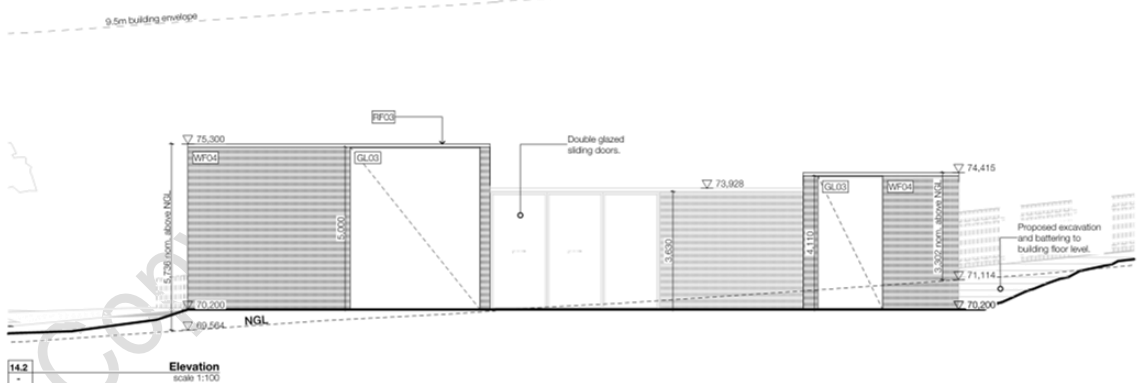 9.5m building envelope
RF03
75,300
WF04
GL03
Double glazed
sliding doors.
73,928
74,415
GL03
WF04
5,736 nom. above NGL
5,000
3,630
4,110
3,302 nom. above NGL
Proposed excavation
and battering to
building floor level.
71,114
70,200
70,200
69,564
NGL
Cop
14.2
-
Elevation
scale 1:100